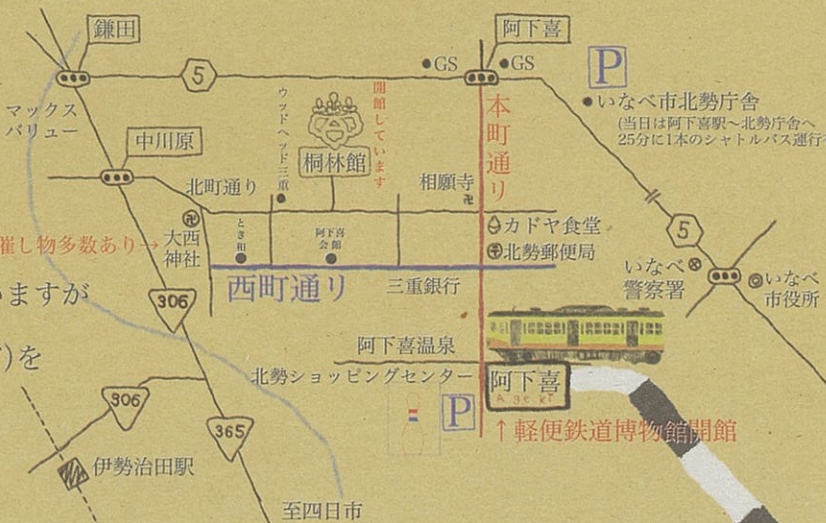 鎌田
阿下喜
5
GS
GS
P
いなべ市北勢庁舎
(当日は阿下喜駅～北勢庁舎へ
25分に1本のシャトルバス運行
マックス
バリュー
中川原
ウッドヘッド三重
開館しています
桐林館
本町通り
北町通り
相願寺
催し物多数あり→
大西
神社
とき和
阿下喜
会館
カドヤ食堂
北勢郵便局
5
いなべ
警察署
いなべ
市役所
西町通り
三重銀行
いますが
306
を
阿下喜温泉
北勢ショッピングセンター
阿下喜
Ageki
P
↑軽便鉄道博物館開館
306
365
伊勢治田駅
至四日市